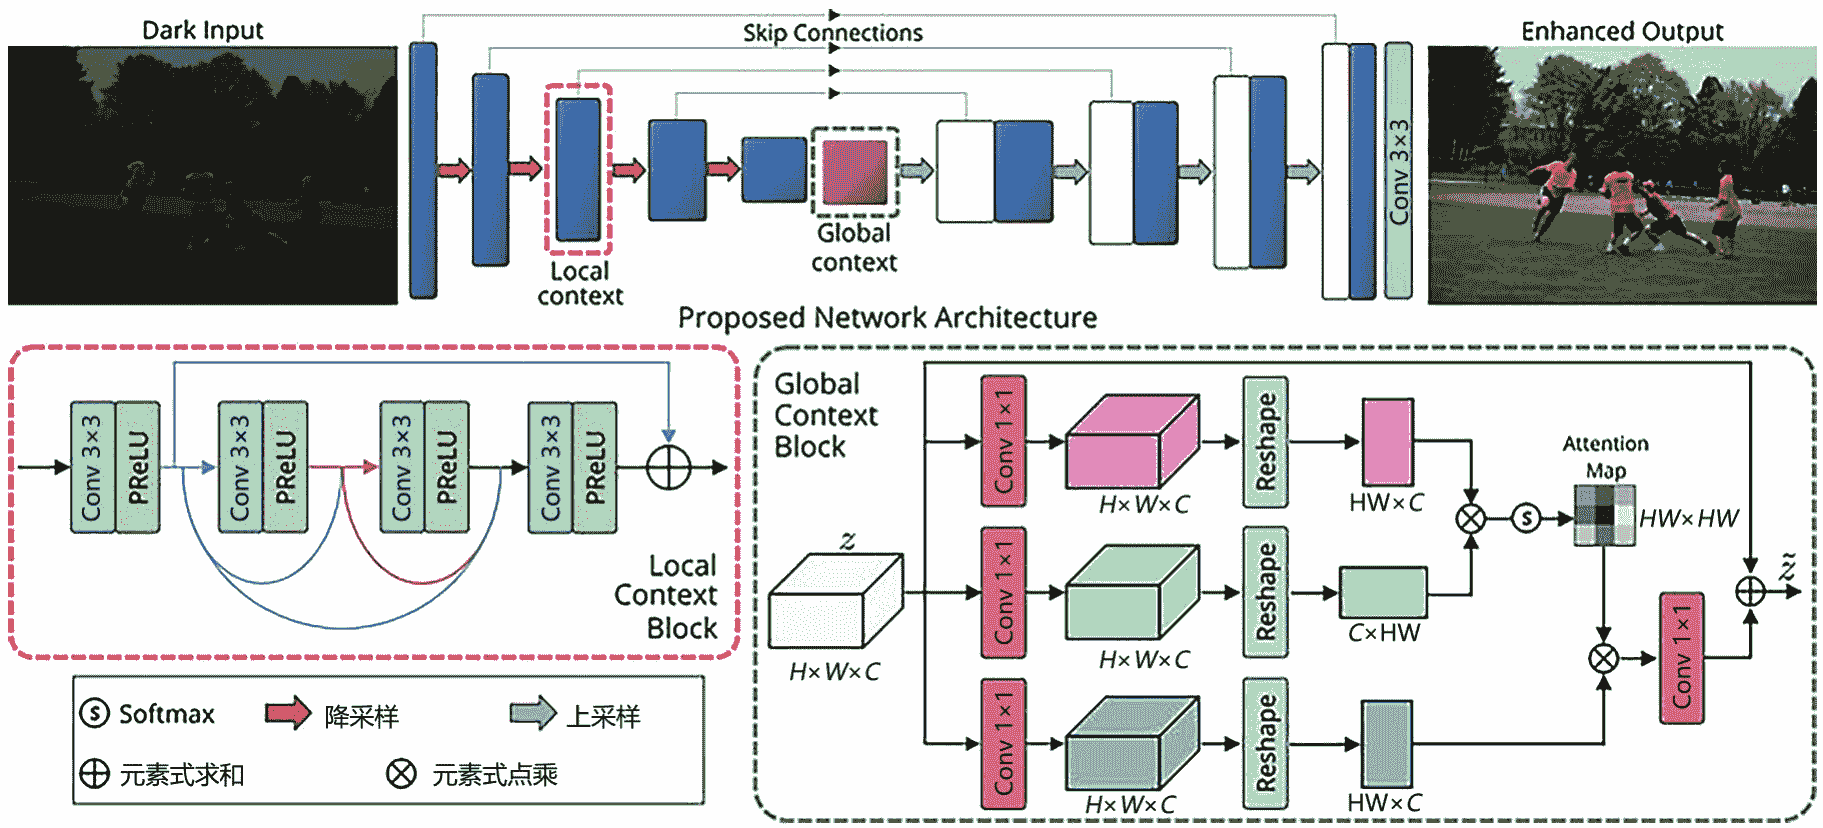 Dark Input
Skip Connections
Enhanced Output
Conv 3×3
Local
context
Global
context
Proposed Network Architecture
Conv 3×3
PReLU
Conv 3×3
PReLU
Conv 3×3
PReLU
Conv 3×3
PReLU
Local
Context
Block
Global
Context
Block
Conv 1×1
H×W×C
Reshape
HW×C
Attention
Map
S
HW×HW
z
H×W×C
Conv 1×1
H×W×C
Reshape
C×HW
z̃
Conv 1×1
Conv 1×1
H×W×C
Reshape
HW×C
S Softmax
降采样
上采样
元素式求和
元素式点乘